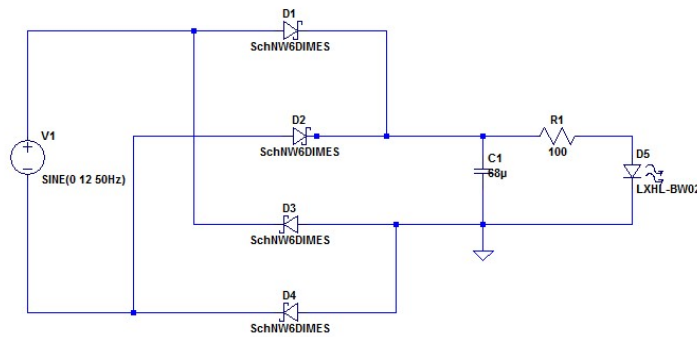 D1
SchNW6DIMES
D2
SchNW6DIMES
V1
SINE(0 12 50Hz)
R1
100
C1
68µ
D5
LXHL-BW02
D3
SchNW6DIMES
D4
SchNW6DIMES